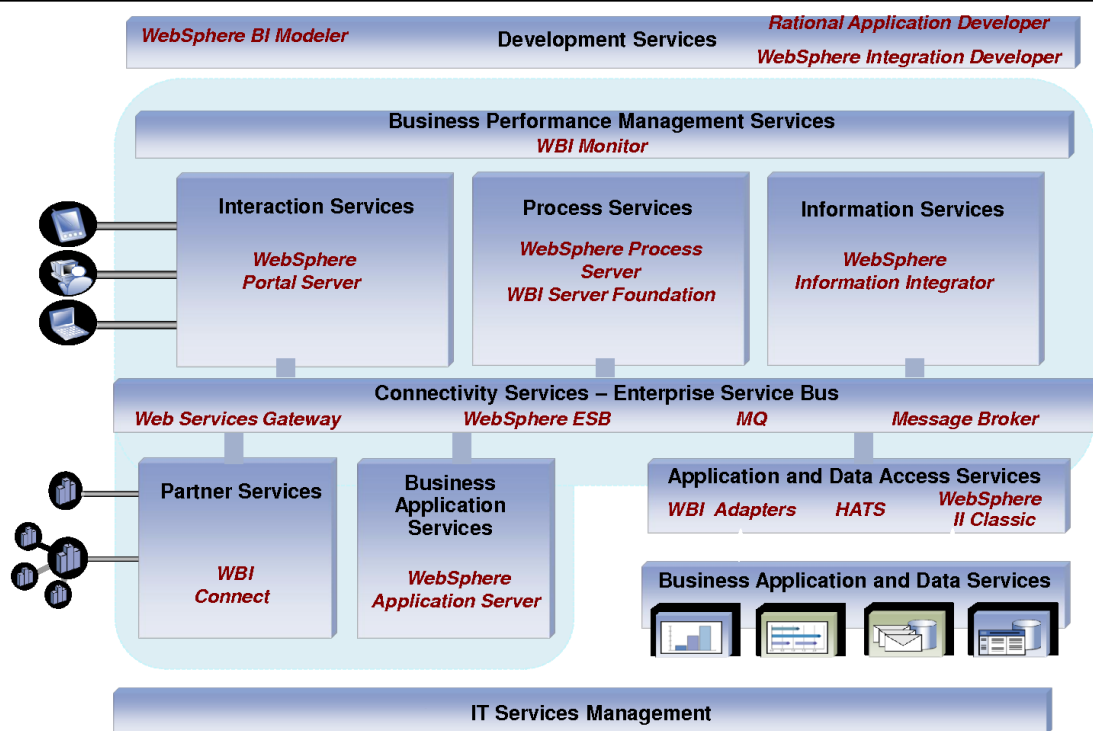 WebSphere BI Modeler
Development Services
Rational Application Developer
WebSphere Integration Developer
Business Performance Management Services
WBI Monitor
Interaction Services
WebSphere
Portal Server
Process Services
WebSphere Process
Server
WBI Server Foundation
Information Services
WebSphere
Information Integrator
Connectivity Services – Enterprise Service Bus
Web Services Gateway
WebSphere ESB
MQ
Message Broker
Partner Services
WBI
Connect
Business
Application
Services
WebSphere
Application Server
Application and Data Access Services
WBI Adapters
HATS
WebSphere
II Classic
Business Application and Data Services
IT Services Management